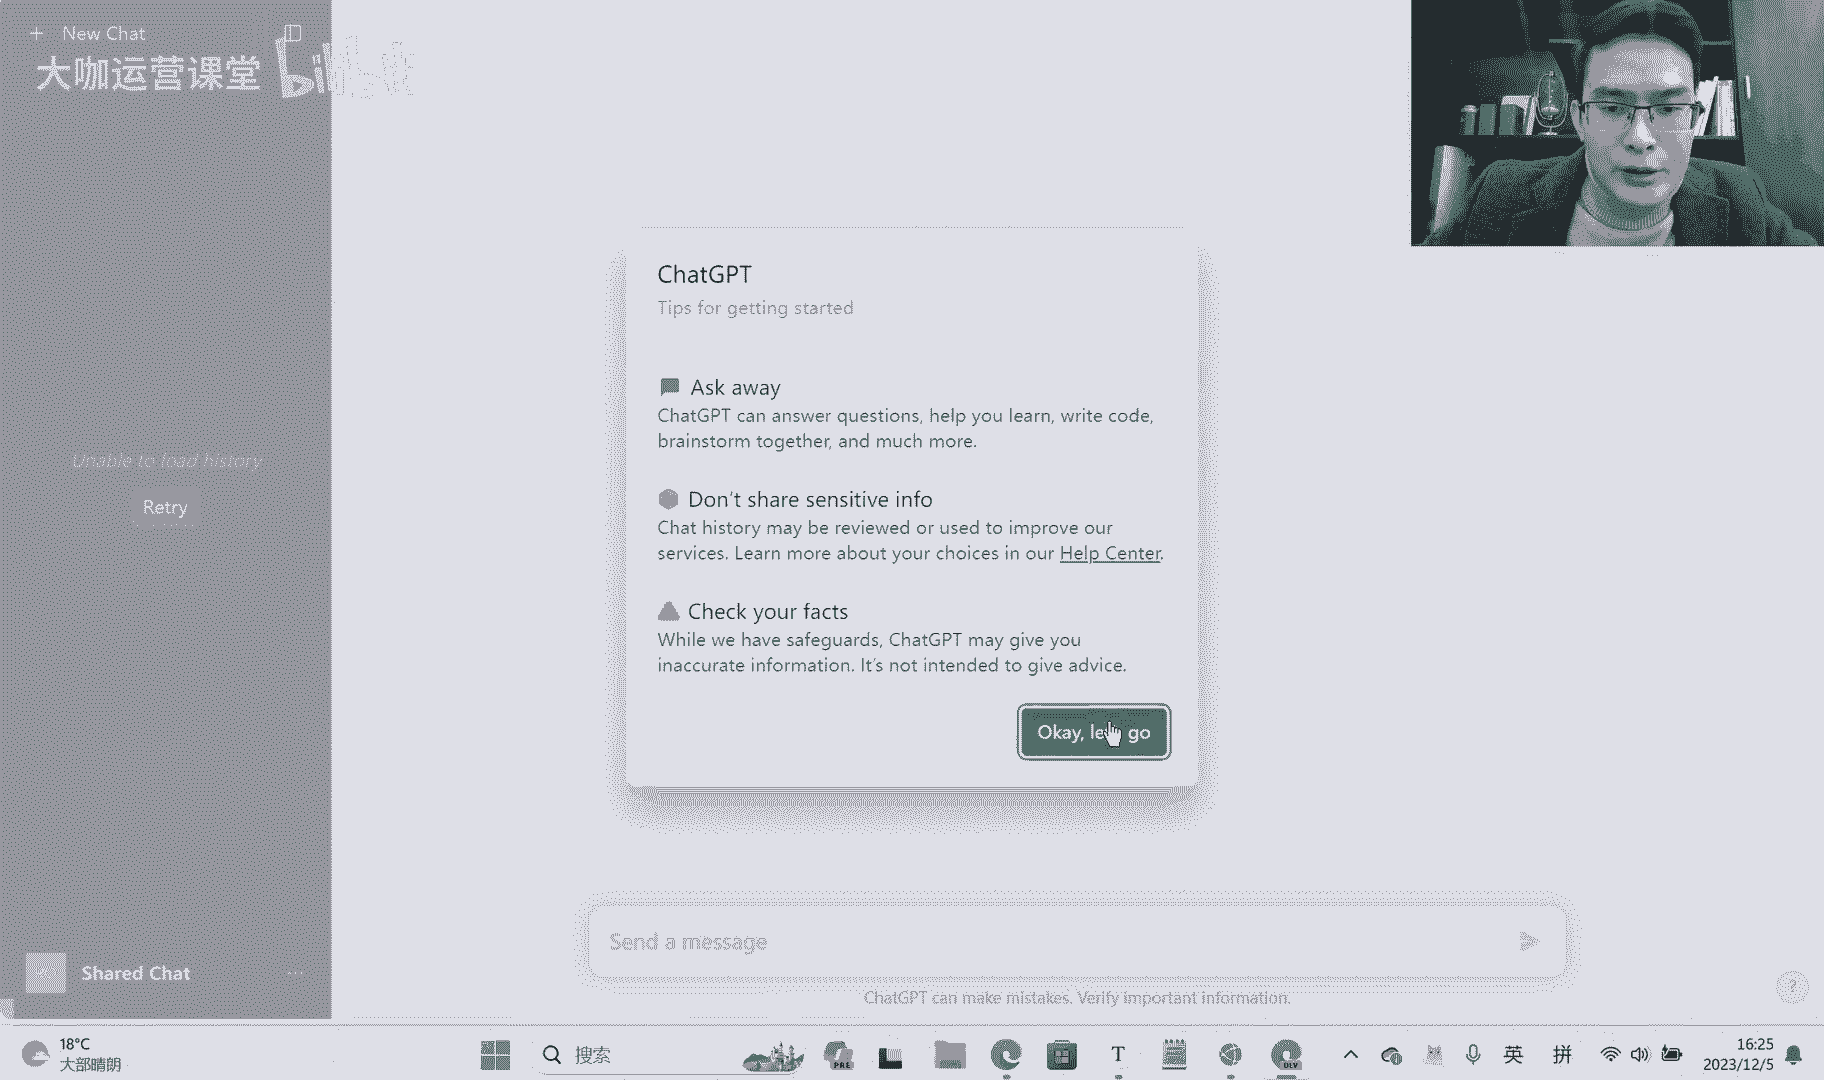 New Chat
大咖运营课堂 bilibili
Unable to load history
Retry
Shared Chat
ChatGPT
Tips for getting started
Ask away
ChatGPT can answer questions, help you learn, write code,
brainstorm together, and much more.
Don't share sensitive info
Chat history may be reviewed or used to improve our
services. Learn more about your choices in our Help Center.
Check your facts
While we have safeguards, ChatGPT may give you
inaccurate information. It's not intended to give advice.
Okay, le go
Send a message
ChatGPT can make mistakes. Verify important information.
?
18°C
大部晴朗
搜索
PRE
T
DEV
英
拼
16:25
2023/12/5